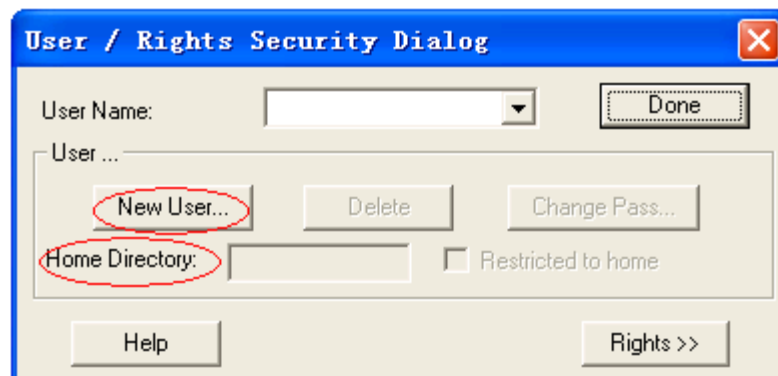 User / Rights Security Dialog
User Name: Done
User ...
New User... Delete Change Pass...
Home Directory: Restricted to home
Help Rights >>